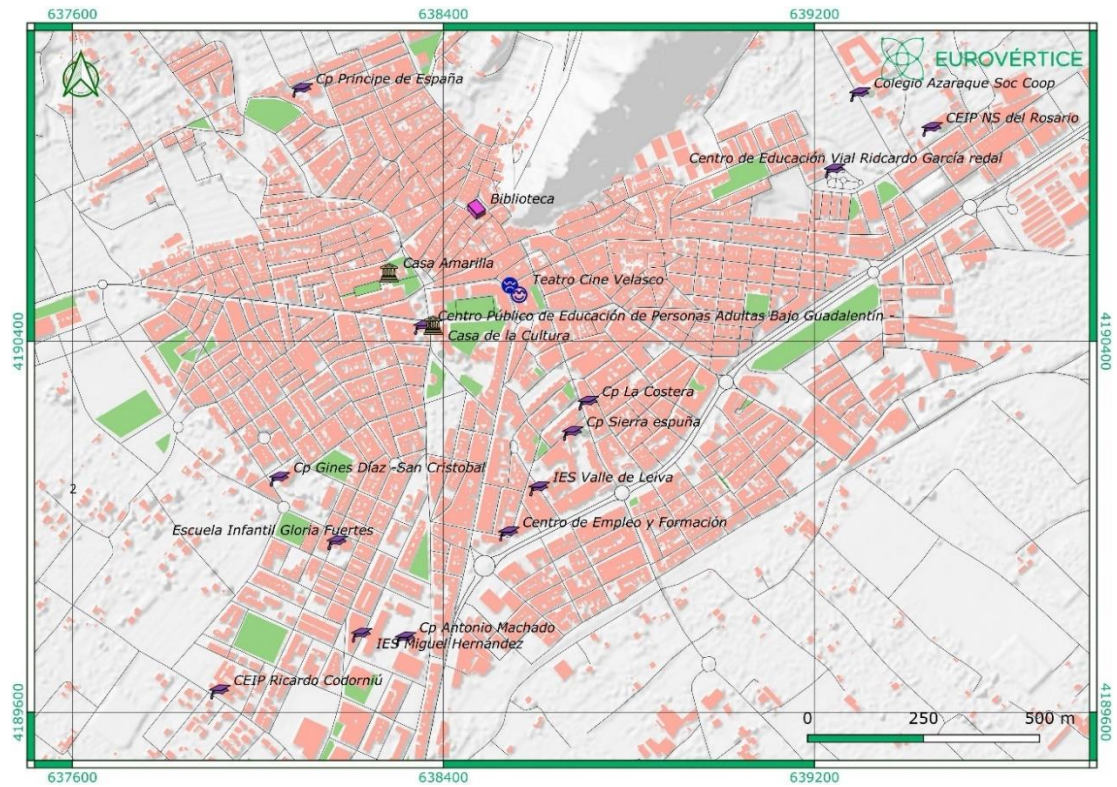 637600
638400
639200
EUROVÉRTICE
Cp Príncipe de España
Colegio Azaraque Soc Coop
CEIP NS del Rosario
Centro de Educación Vial Ridcardo García redal
Biblioteca
Casa Amarilla
Teatro Cine Velasco
Centro Público de Educación de Personas Adultas Bajo Guadalentín -
Casa de la Cultura
4190400
4190400
Cp La Costera
Cp Sierra espuña
Cp Gines Díaz -San Cristobal
IES Valle de Leiva
2
Centro de Empleo y Formación
Escuela Infantil Gloria Fuertes
Cp Antonio Machado
IES Miguel Hernández
CEIP Ricardo Codorniú
4189600
4189600
0 250 500 m
637600
638400
639200